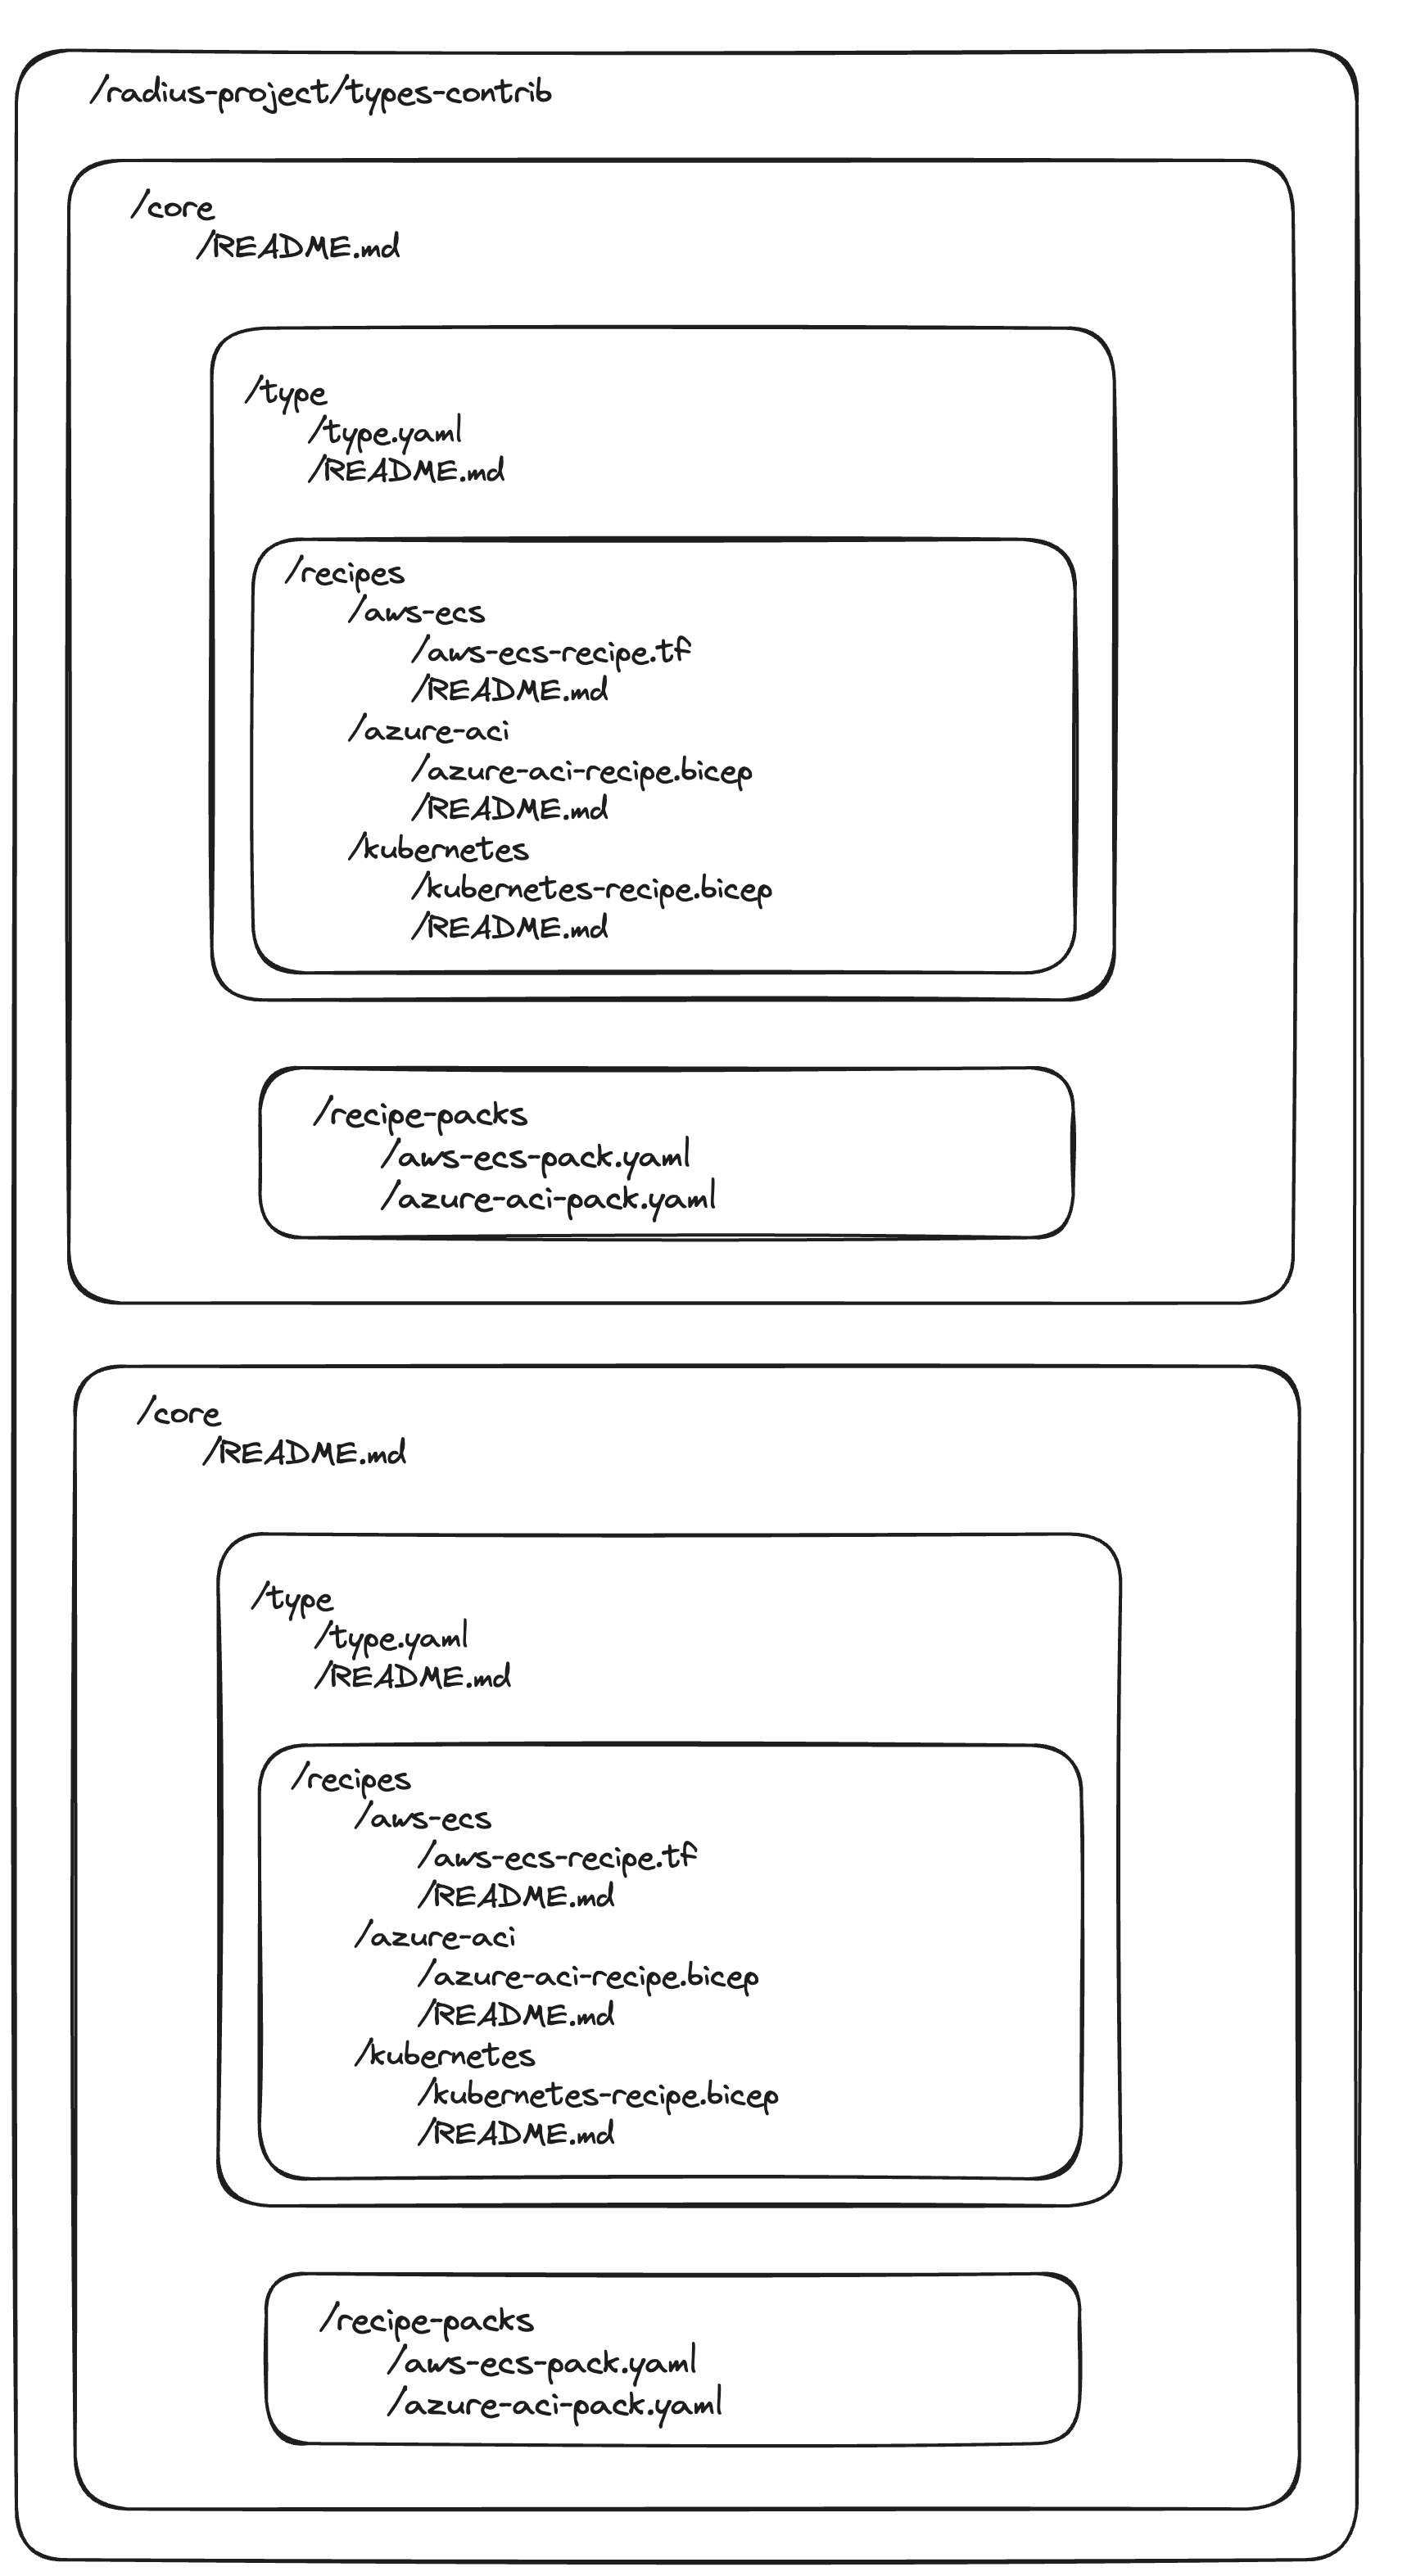 /radius-project/types-contrib
/core
/README.md
/type
/type.yaml
/README.md
/recipes
/aws-ecs
/aws-ecs-recipe.tf
/README.md
/azure-aci
/azure-aci-recipe.bicep
/README.md
/kubernetes
/kubernetes-recipe.bicep
/README.md
/recipe-packs
/aws-ecs-pack.yaml
/azure-aci-pack.yaml
/core
/README.md
/type
/type.yaml
/README.md
/recipes
/aws-ecs
/aws-ecs-recipe.tf
/README.md
/azure-aci
/azure-aci-recipe.bicep
/README.md
/kubernetes
/kubernetes-recipe.bicep
/README.md
/recipe-packs
/aws-ecs-pack.yaml
/azure-aci-pack.yaml